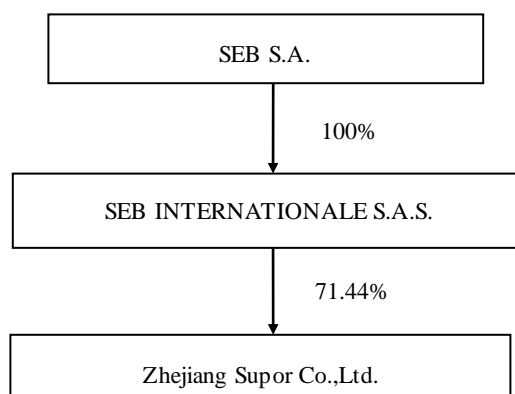 SEB S.A.
100%
SEB INTERNATIONALE S.A.S.
71.44%
Zhejiang Supor Co.,Ltd.